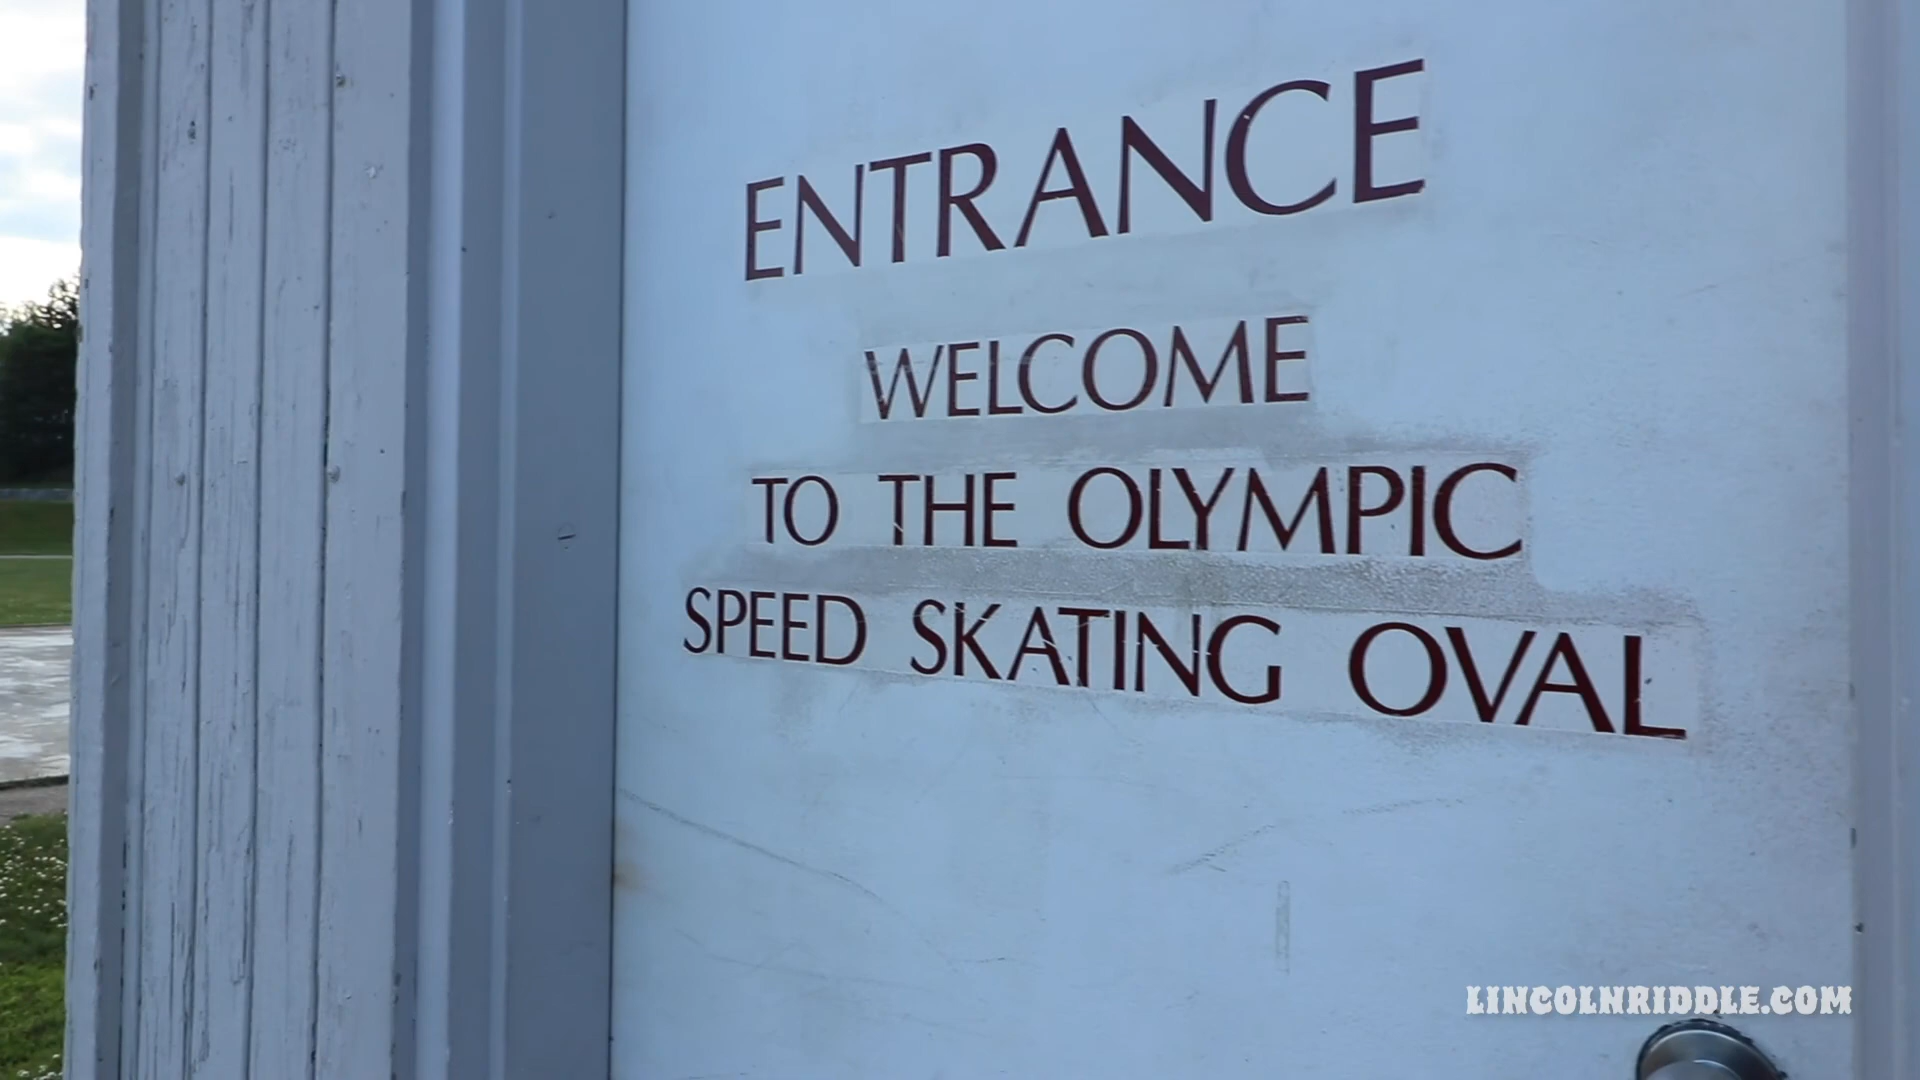 ENTRANCE
WELCOME
TO THE OLYMPIC
SPEED SKATING OVAL
LINCOLNRIDDLE.COM